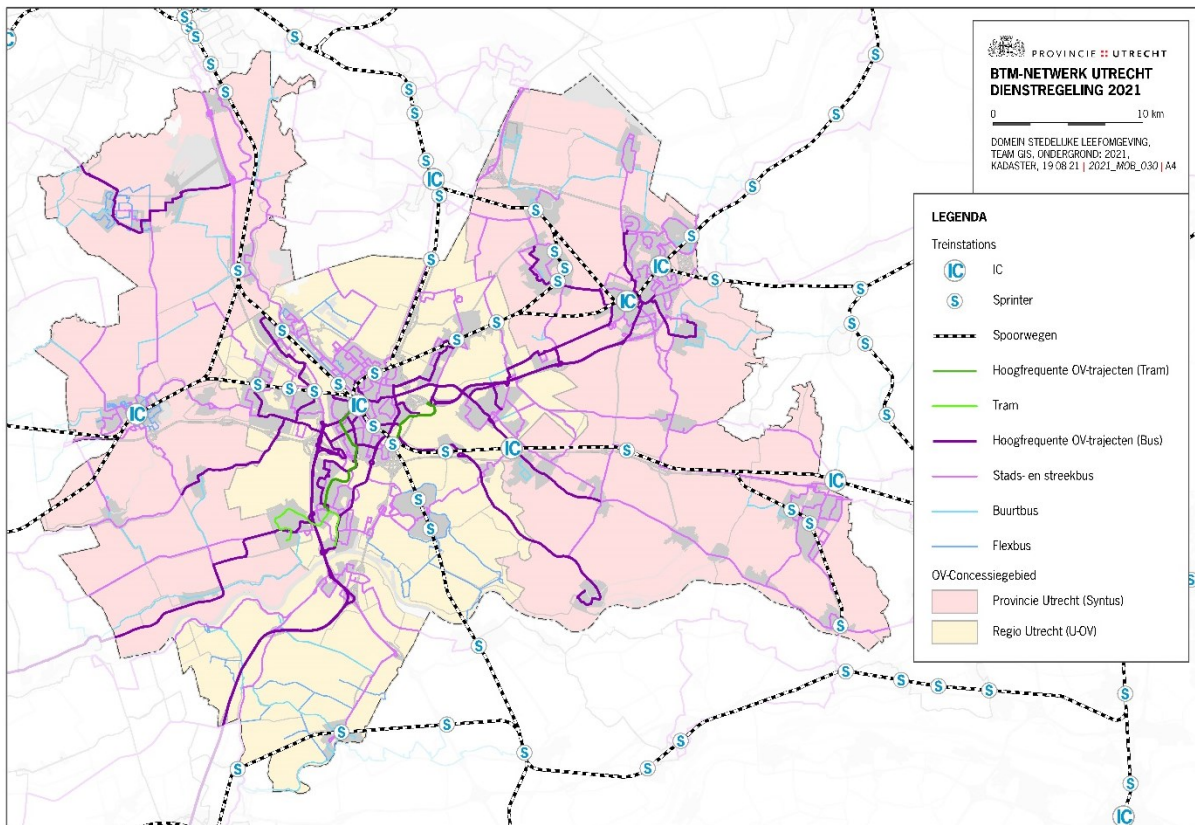 PROVINCIE UTRECHT
BTM-NETWERK UTRECHT
DIENSTREGELING 2021
0 10 km
DOMEIN STEDELIJKE LEEFOMGEVING,
TEAM GIS, ONDERGROND: 2021,
KADASTER, 19 08 21 | 2021_MOB_030 | A4
LEGENDA
Treinstations
IC IC
S Sprinter
Spoorwegen
Hoogfrequente OV-trajecten (Tram)
Tram
Hoogfrequente OV-trajecten (Bus)
Stads- en streekbus
Buurtbus
Flexbus
OV-Concessiegebied
Provincie Utrecht (Syntus)
Regio Utrecht (U-OV)